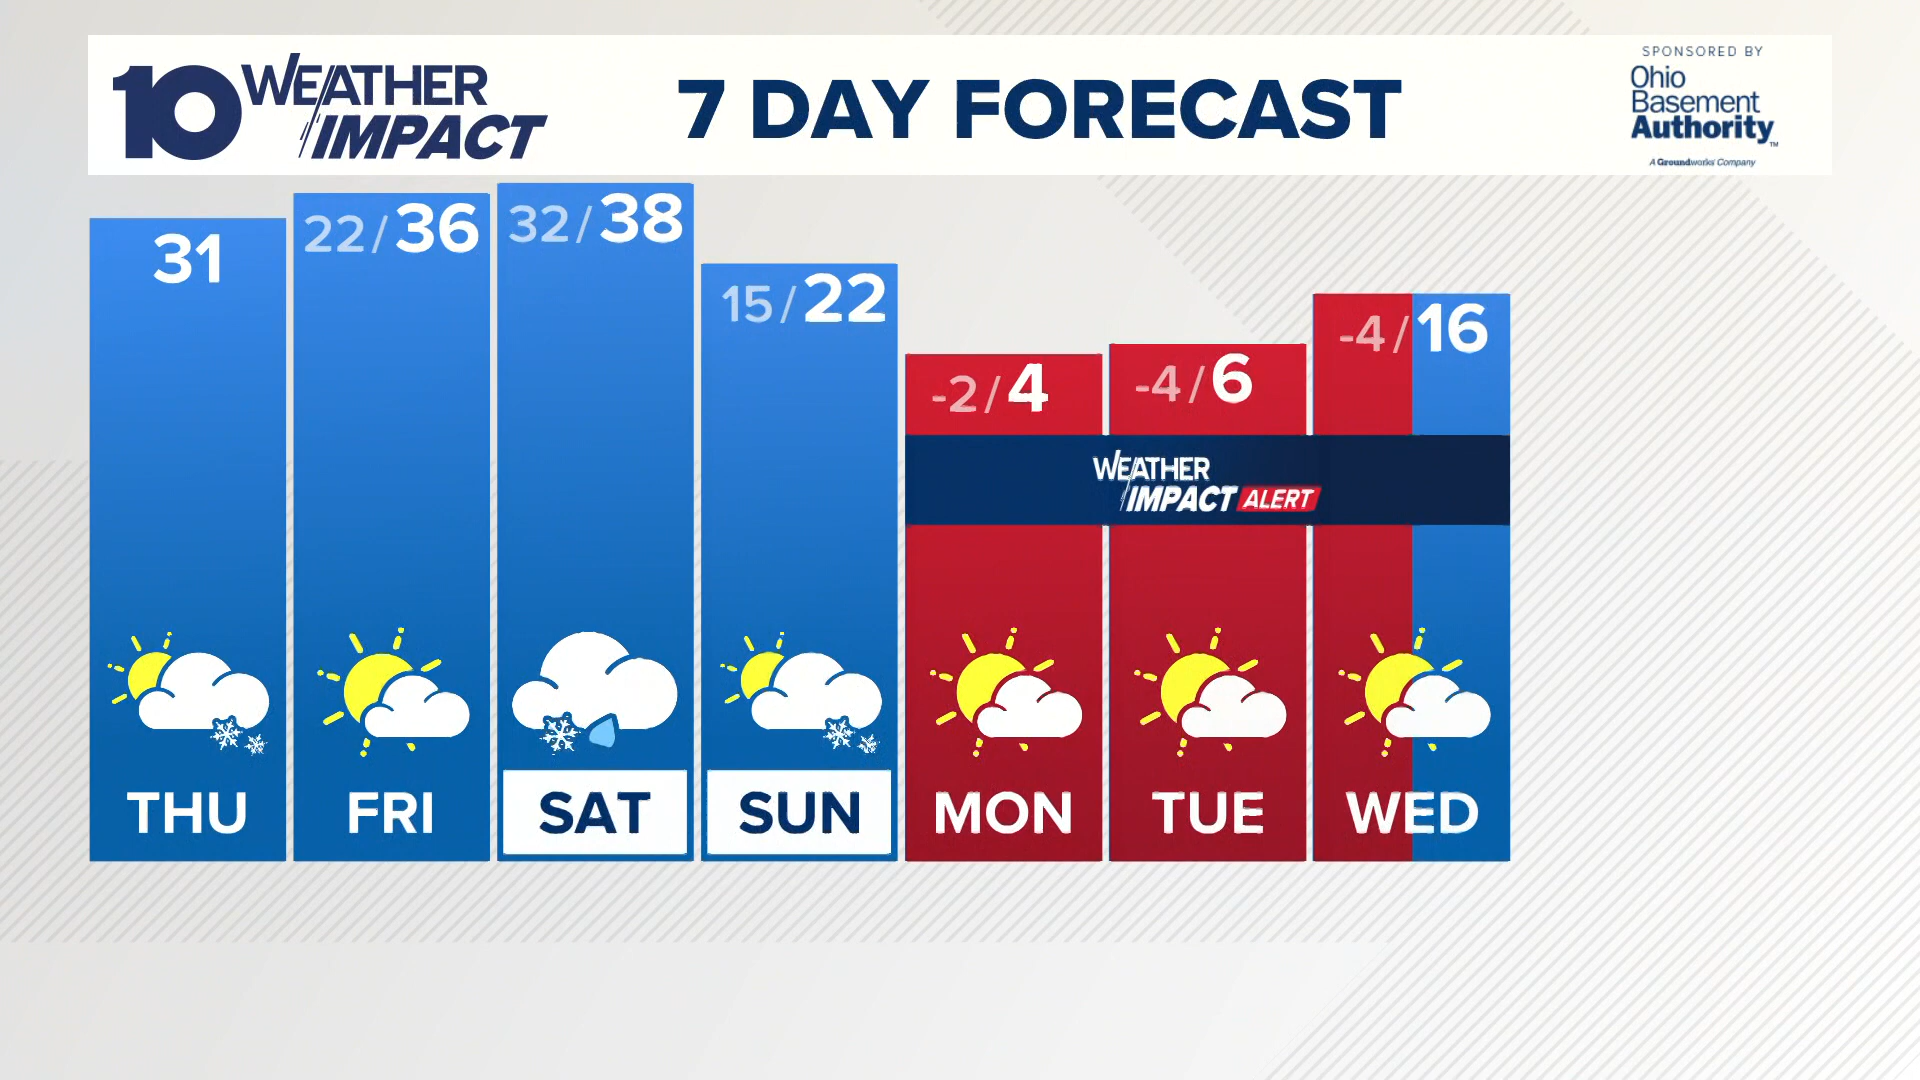 10 WEATHER IMPACT
7 DAY FORECAST
SPONSORED BY
Ohio
Basement
Authority™
A Groundworks Company
31
22/36
32/38
15/22
-2/4
-4/6
-4/16
WEATHER
IMPACT ALERT
THU
FRI
SAT
SUN
MON
TUE
WED